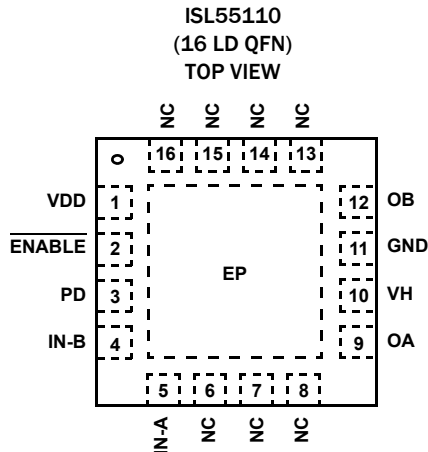 ISL55110
(16 LD QFN)
TOP VIEW
NC NC NC NC
16 15 14 13
VDD 1 12 OB
ENABLE 2 11 GND
EP
PD 3 10 VH
IN-B 4 9 OA
5 6 7 8
IN-A NC NC NC